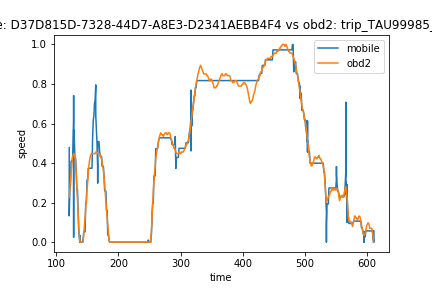 e: D37D815D-7328-44D7-A8E3-D2341AEBB4F4 vs obd2: trip_TAU99985_
mobile
obd2
speed
1.0
0.8
0.6
0.4
0.2
0.0
100 200 300 400 500 600
time